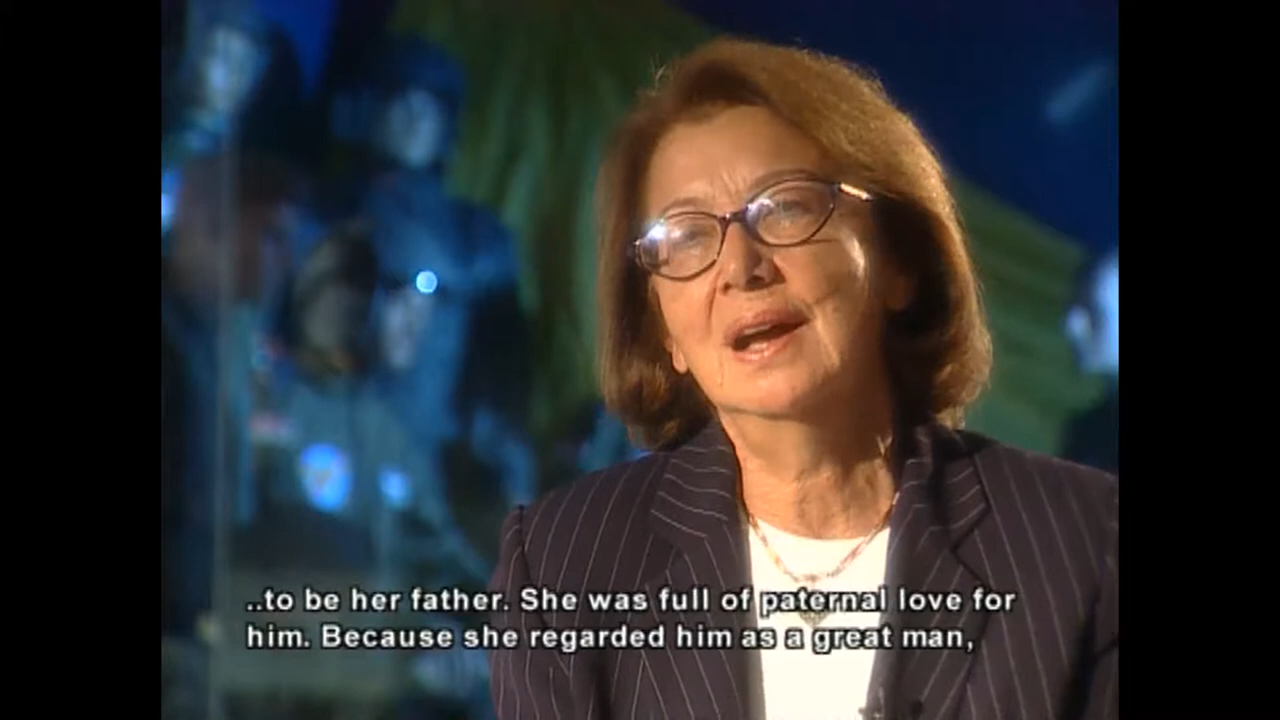 ..to be her father. She was full of paternal love for
him. Because she regarded him as a great man,